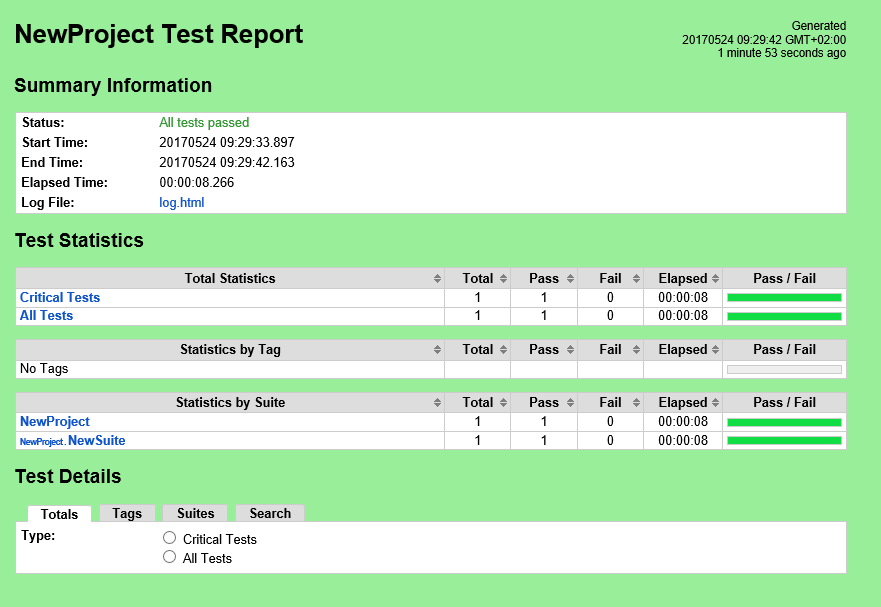 NewProject Test Report
Generated
20170524 09:29:42 GMT+02:00
1 minute 53 seconds ago
Summary Information
Status: All tests passed
Start Time: 20170524 09:29:33.897
End Time: 20170524 09:29:42.163
Elapsed Time: 00:00:08.266
Log File: log.html
Test Statistics
Total Statistics Total Pass Fail Elapsed Pass / Fail
Critical Tests 1 1 0 00:00:08
All Tests 1 1 0 00:00:08
Statistics by Tag Total Pass Fail Elapsed Pass / Fail
No Tags
Statistics by Suite Total Pass Fail Elapsed Pass / Fail
NewProject 1 1 0 00:00:08
NewProject . NewSuite 1 1 0 00:00:08
Test Details
Totals Tags Suites Search
Type: Critical Tests
All Tests